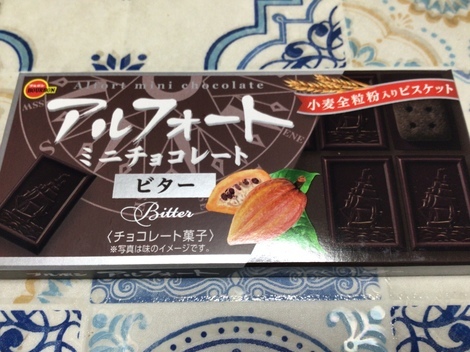 BOURBON
Alfort mini chocolate
小麦全粒粉入りビスケット
アルフォート
ミニチョコレート
ビター
Bitter
〈チョコレート菓子〉
※写真は味のイメージです。